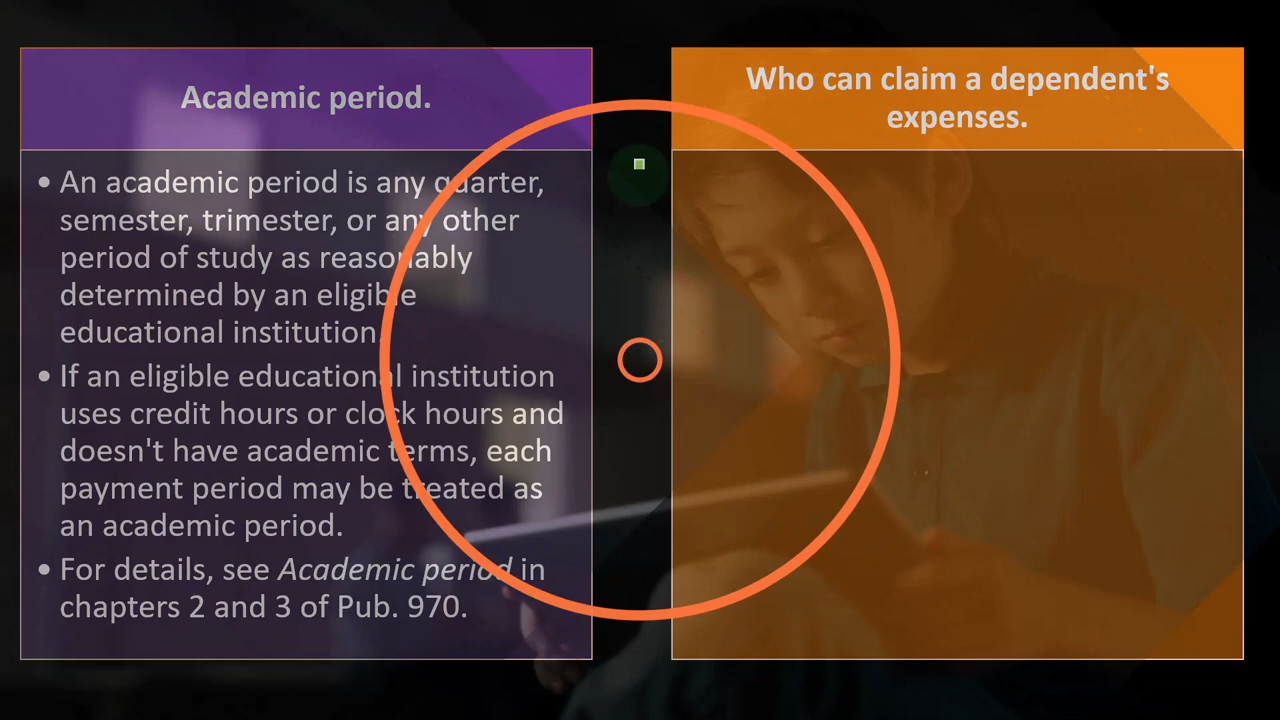 Academic period.
• An academic period is any quarter,
semester, trimester, or any other
period of study as reasonably
determined by an eligible
educational institution.
• If an eligible educational institution
uses credit hours or clock hours and
doesn't have academic terms, each
payment period may be treated as
an academic period.
• For details, see Academic period in
chapters 2 and 3 of Pub. 970.
Who can claim a dependent's
expenses.